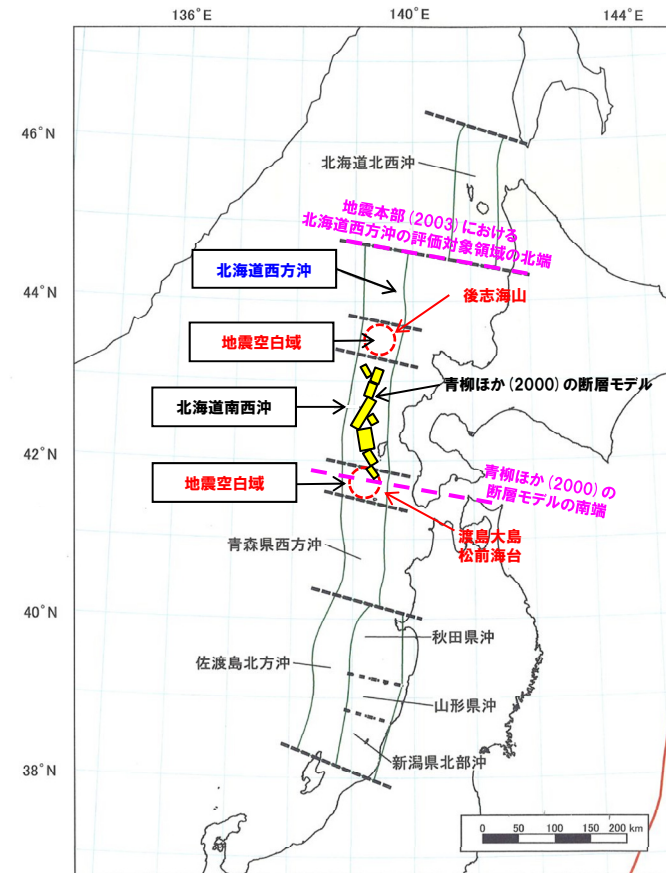 136°E
140°E
144°E
46°N
北海道北西沖
地震本部(2003)における
北海道西方沖の評価対象領域の北端
北海道西方沖
44°N
後志海山
地震空白域
青柳ほか(2000)の断層モデル
北海道南西沖
42°N
地震空白域
青柳ほか(2000)の
断層モデルの南端
渡島大島
松前海台
青森県西方沖
40°N
秋田県沖
佐渡島北方沖
山形県沖
新潟県北部沖
38°N
0 50 100 150 200 km